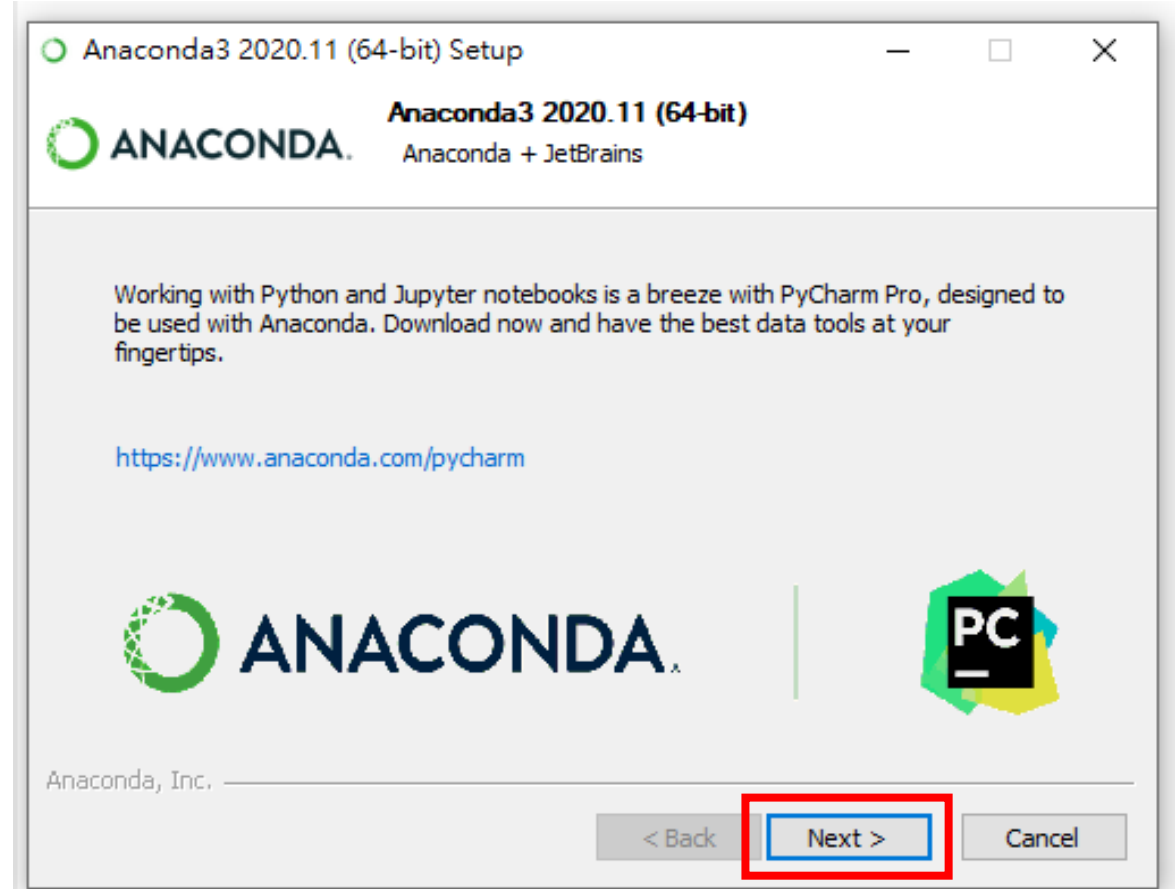 Anaconda3 2020.11 (64-bit) Setup
Anaconda3 2020.11 (64-bit)
ANACONDA.
Anaconda + JetBrains
Working with Python and Jupyter notebooks is a breeze with PyCharm Pro, designed to
be used with Anaconda. Download now and have the best data tools at your
fingertips.
https://www.anaconda.com/pycharm
ANACONDA.
PC
Anaconda, Inc.
< Back Next > Cancel